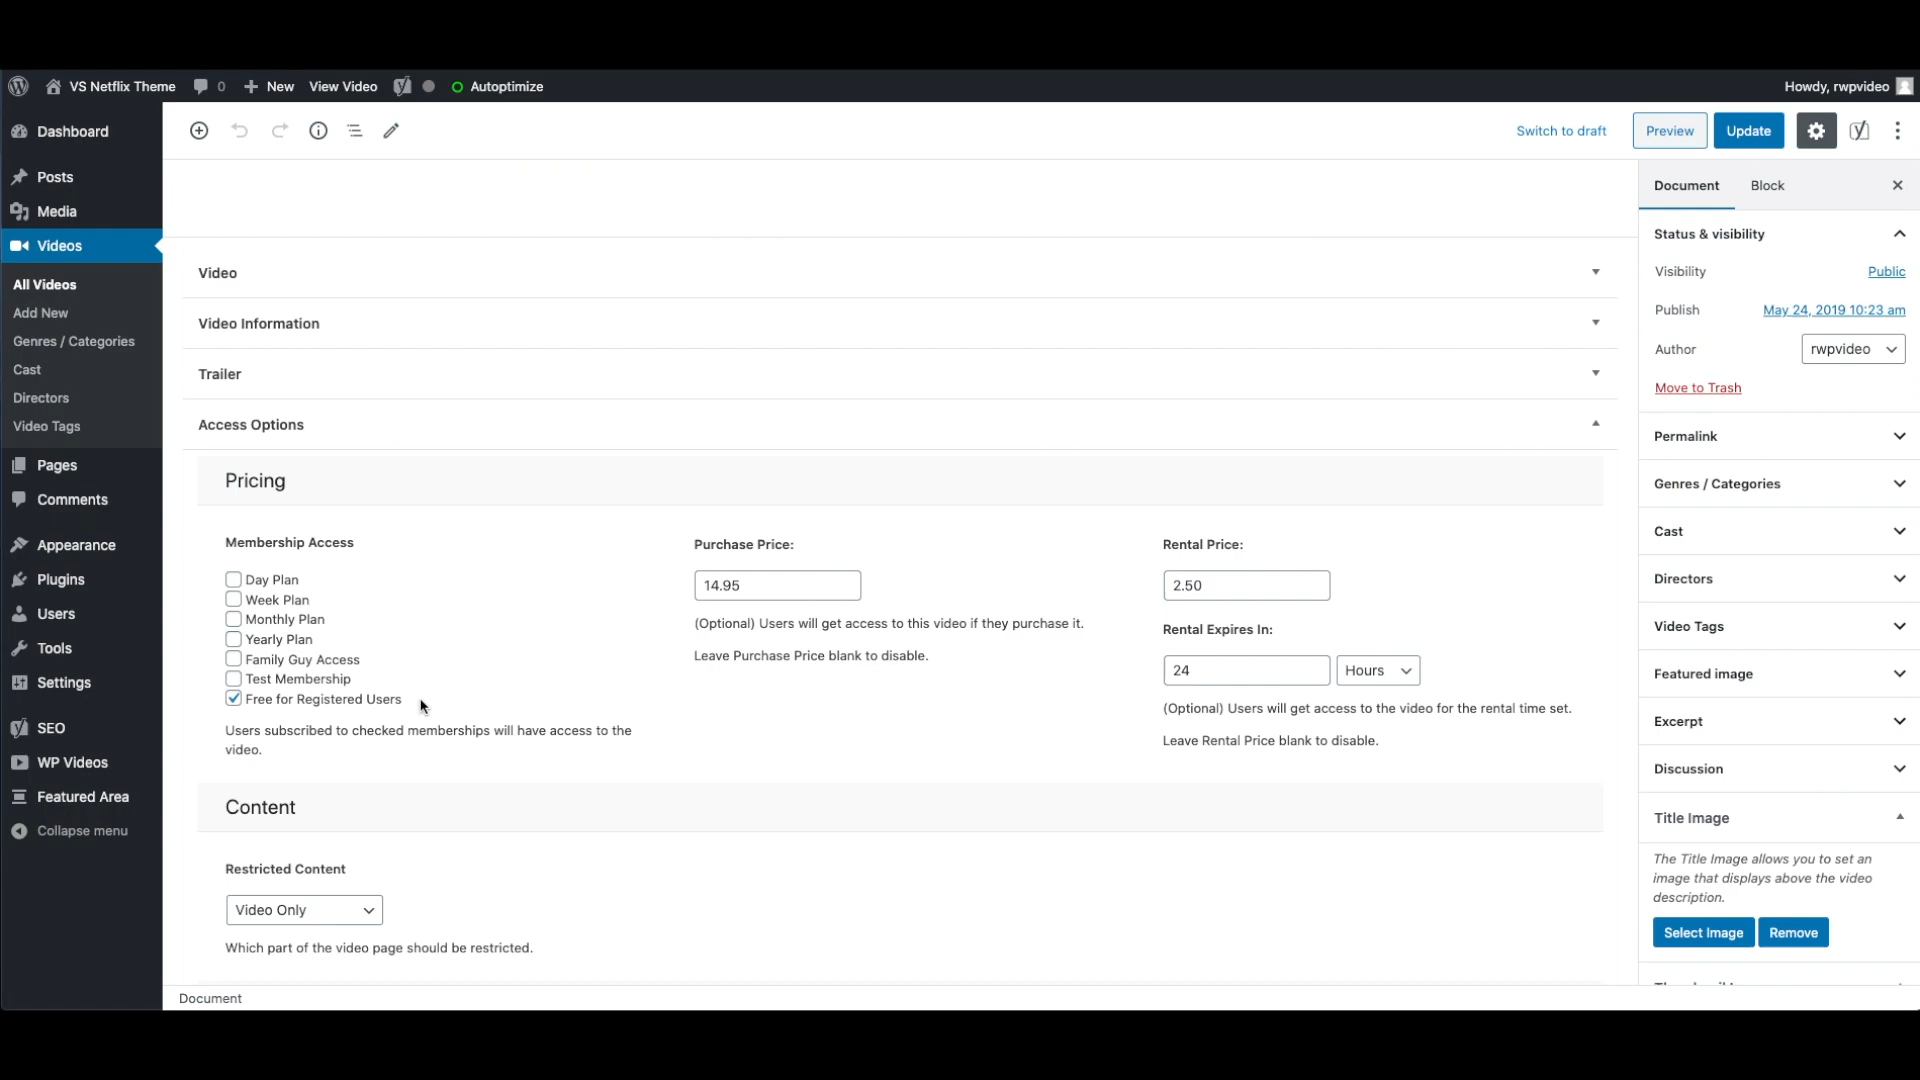 VS Netflix Theme 0 New View Video Autoptimize Howdy, rwpvideo
Dashboard
Posts
Media
Videos
All Videos
Add New
Genres / Categories
Cast
Directors
Video Tags
Pages
Comments
Appearance
Plugins
Users
Tools
Settings
SEO
WP Videos
Featured Area
Collapse menu
Switch to draft Preview Update
Video
Video Information
Trailer
Access Options
Pricing
Membership Access
Day Plan
Week Plan
Monthly Plan
Yearly Plan
Family Guy Access
Test Membership
Free for Registered Users
Users subscribed to checked memberships will have access to the
video.
Purchase Price:
14.95
(Optional) Users will get access to this video if they purchase it.
Leave Purchase Price blank to disable.
Rental Price:
2.50
Rental Expires In:
24 Hours
(Optional) Users will get access to the video for the rental time set.
Leave Rental Price blank to disable.
Content
Restricted Content
Video Only
Which part of the video page should be restricted.
Document
Document Block
Status & visibility
Visibility Public
Publish May 24, 2019 10:23 am
Author rwpvideo
Move to Trash
Permalink
Genres / Categories
Cast
Directors
Video Tags
Featured image
Excerpt
Discussion
Title Image
The Title Image allows you to set an
image that displays above the video
description.
Select Image Remove